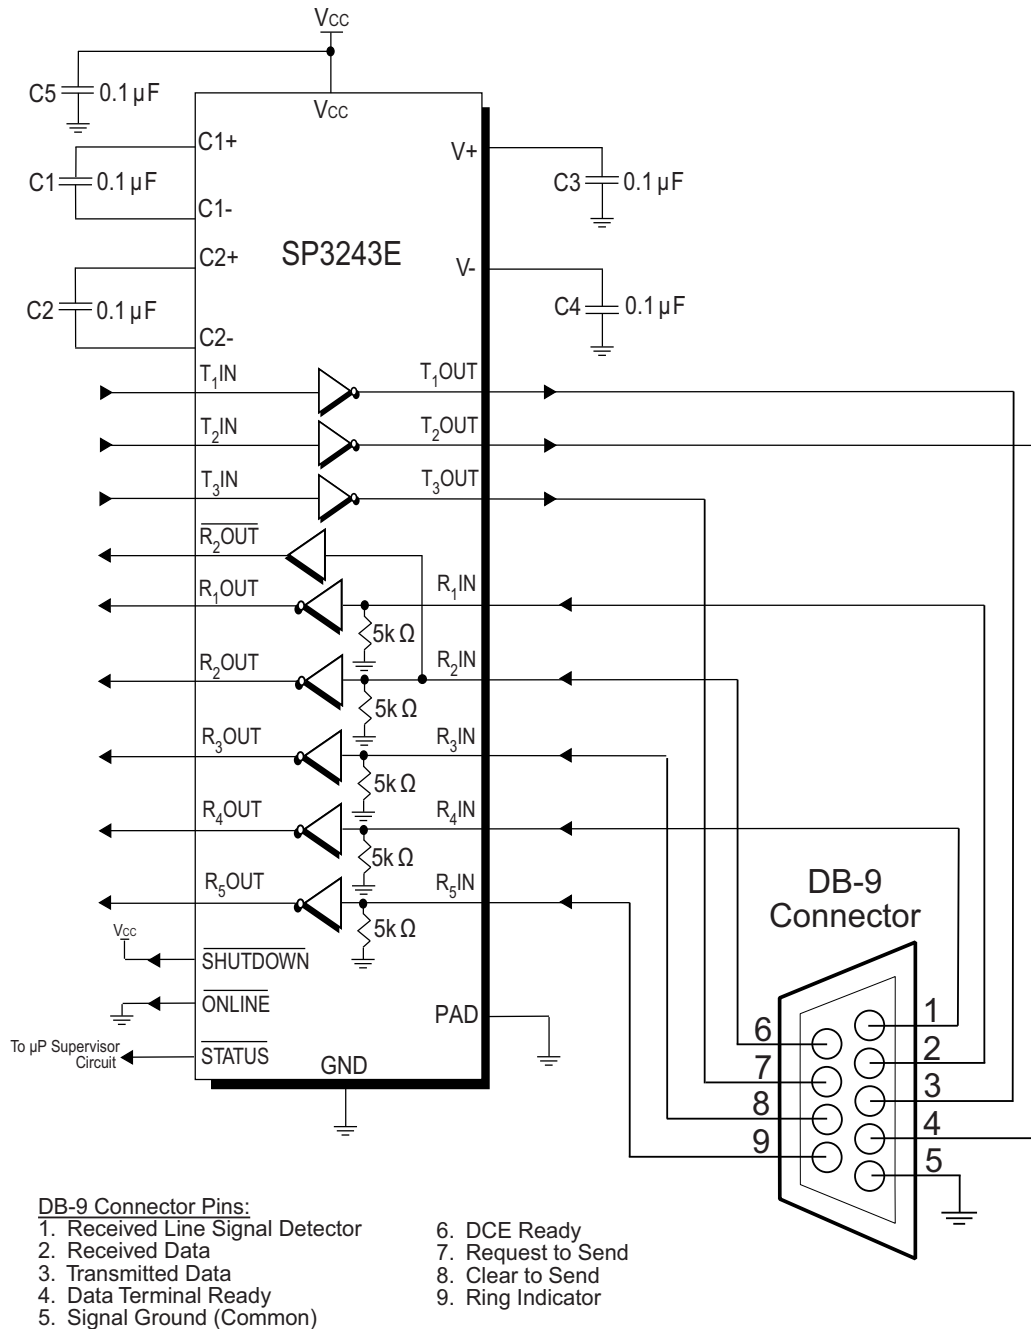 VCC
C5 0.1 µF
VCC
C1+
V+
C1 0.1 µF
C3 0.1 µF
C1-
C2+
SP3243E
V-
C2 0.1 µF
C4 0.1 µF
C2-
T1IN T1OUT
T2IN T2OUT
T3IN T3OUT
R2OUT
R1OUT R1IN
5k Ω
R2OUT R2IN
5k Ω
R3OUT R3IN
5k Ω
R4OUT R4IN
5k Ω
R5OUT R5IN
5k Ω
VCC
SHUTDOWN
ONLINE
PAD
To µP Supervisor
Circuit
STATUS
GND
DB-9
Connector
1
6
2
7
3
8
4
9
5
DB-9 Connector Pins:
1. Received Line Signal Detector
2. Received Data
3. Transmitted Data
4. Data Terminal Ready
5. Signal Ground (Common)
6. DCE Ready
7. Request to Send
8. Clear to Send
9. Ring Indicator